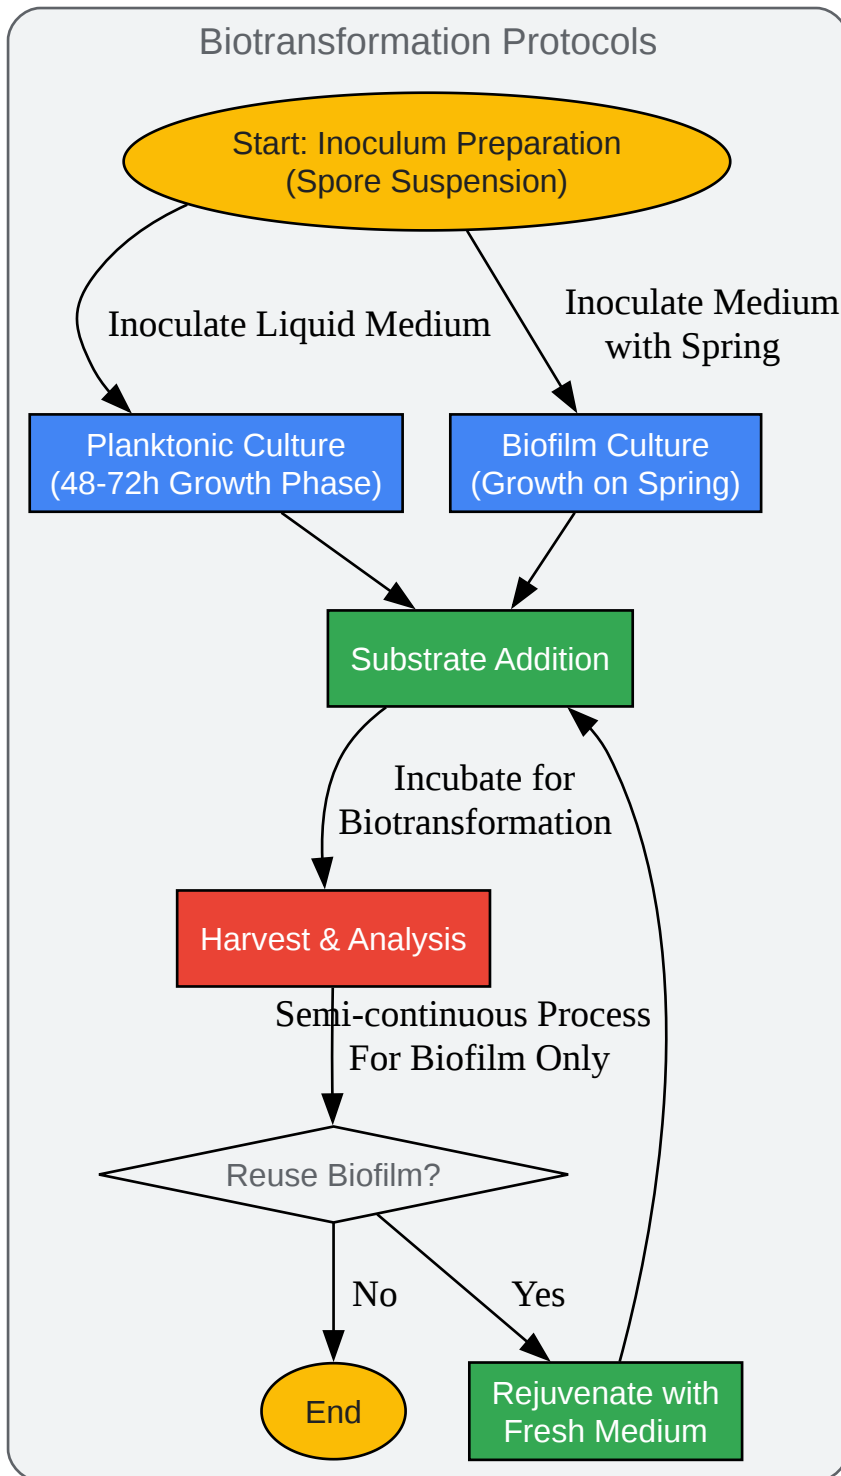 Biotransformation Protocols
Start: Inoculum Preparation
(Spore Suspension)
Inoculate Liquid Medium
Inoculate Medium
with Spring
Planktonic Culture
(48-72h Growth Phase)
Biofilm Culture
(Growth on Spring)
Substrate Addition
Incubate for
Biotransformation
Harvest & Analysis
Semi-continuous Process
For Biofilm Only
Reuse Biofilm?
No
Yes
End
Rejuvenate with
Fresh Medium